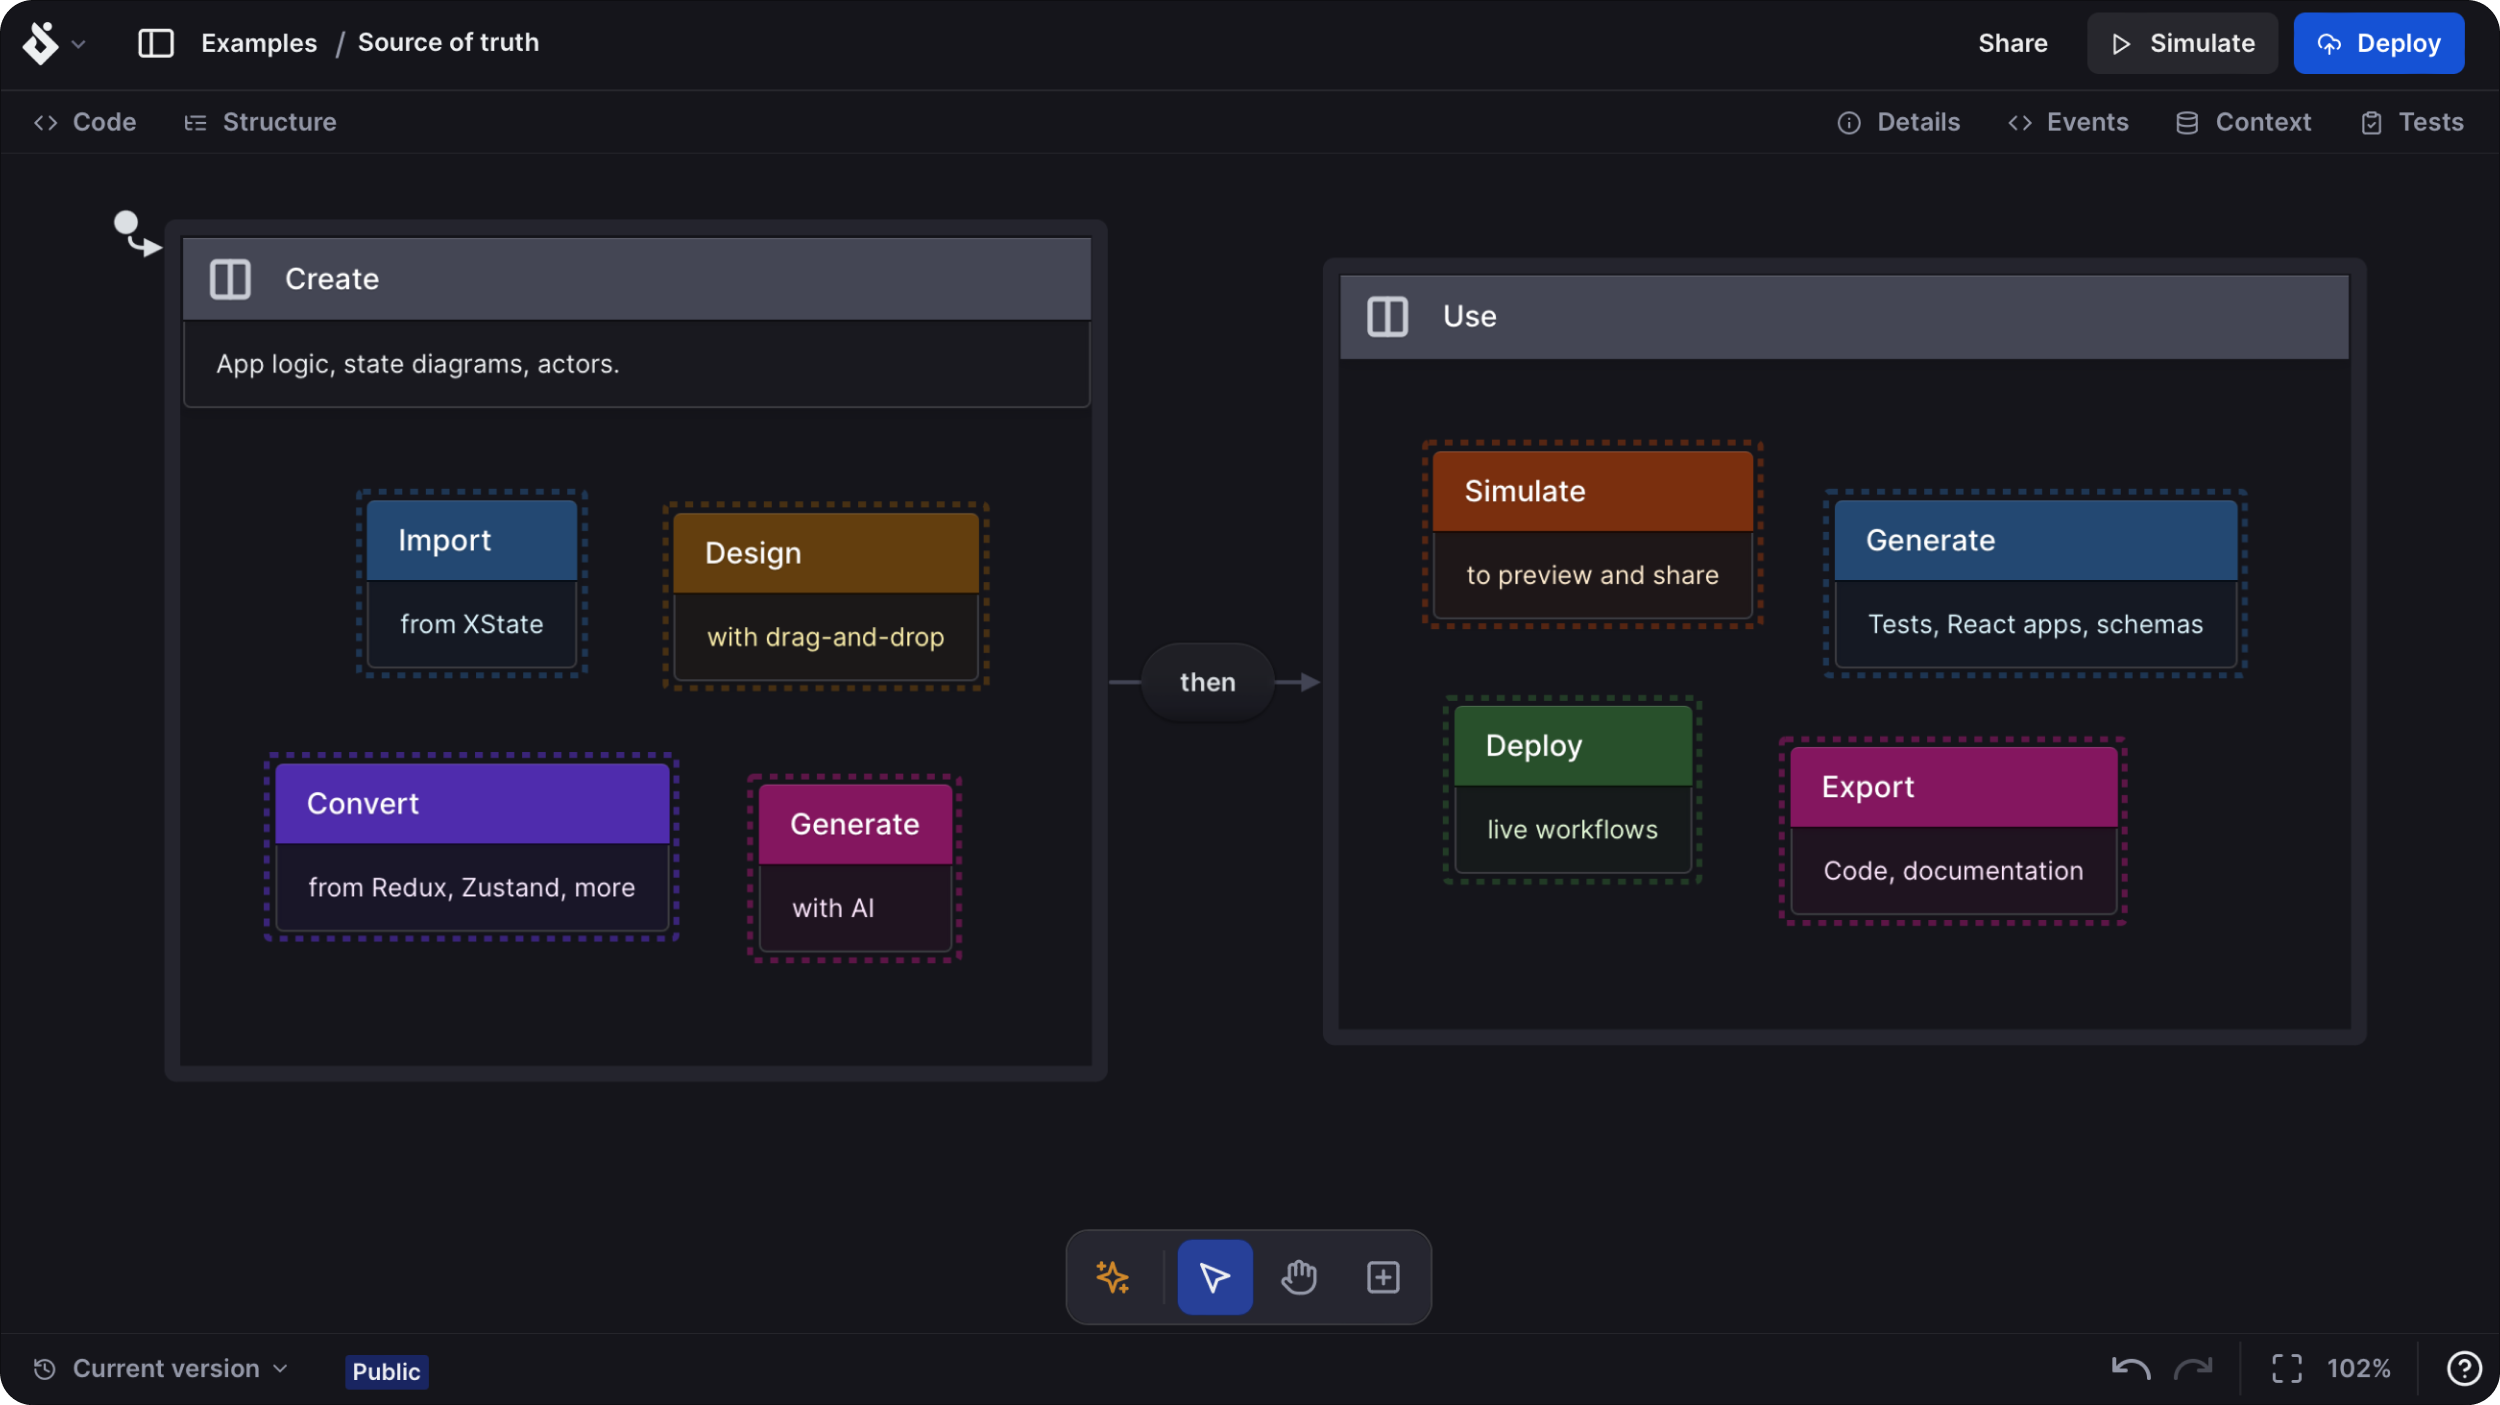 Examples / Source of truth
Share
Simulate
Deploy
Code
Structure
Details
Events
Context
Tests
Create
App logic, state diagrams, actors.
Import
from XState
Design
with drag-and-drop
Convert
from Redux, Zustand, more
Generate
with AI
then
Use
Simulate
to preview and share
Generate
Tests, React apps, schemas
Deploy
live workflows
Export
Code, documentation
Current version
Public
102%